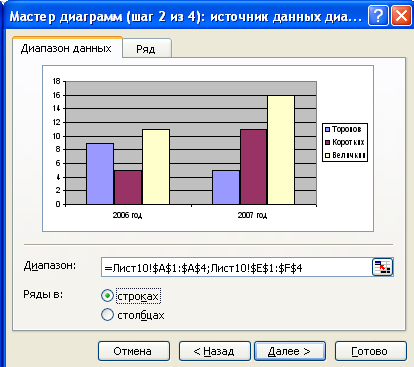 Мастер диаграмм (шаг 2 из 4): источник данных диа...
Диапазон данных
Ряд
18
16
14
12
10
8
6
4
2
0
2006 год
2007 год
Торопов
Коротких
Величкин
Диапазон:
=Лист10!$A$1:$A$4;Лист10!$E$1:$F$4
Ряды в:
строках
столбцах
Отмена
< Назад
Далее >
Готово